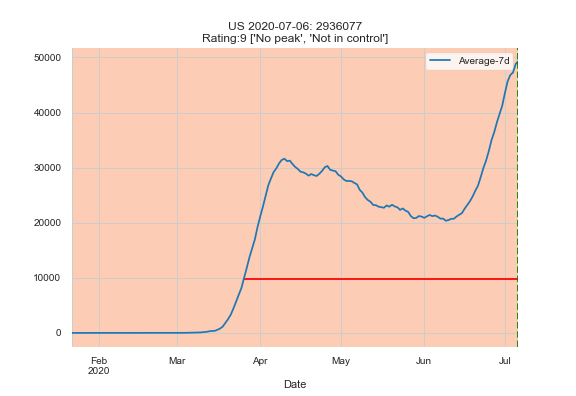 US 2020-07-06: 2936077
Rating:9 ['No peak', 'Not in control']
Average-7d
50000
40000
30000
20000
10000
0
Feb
2020
Mar
Apr
May
Jun
Jul
Date